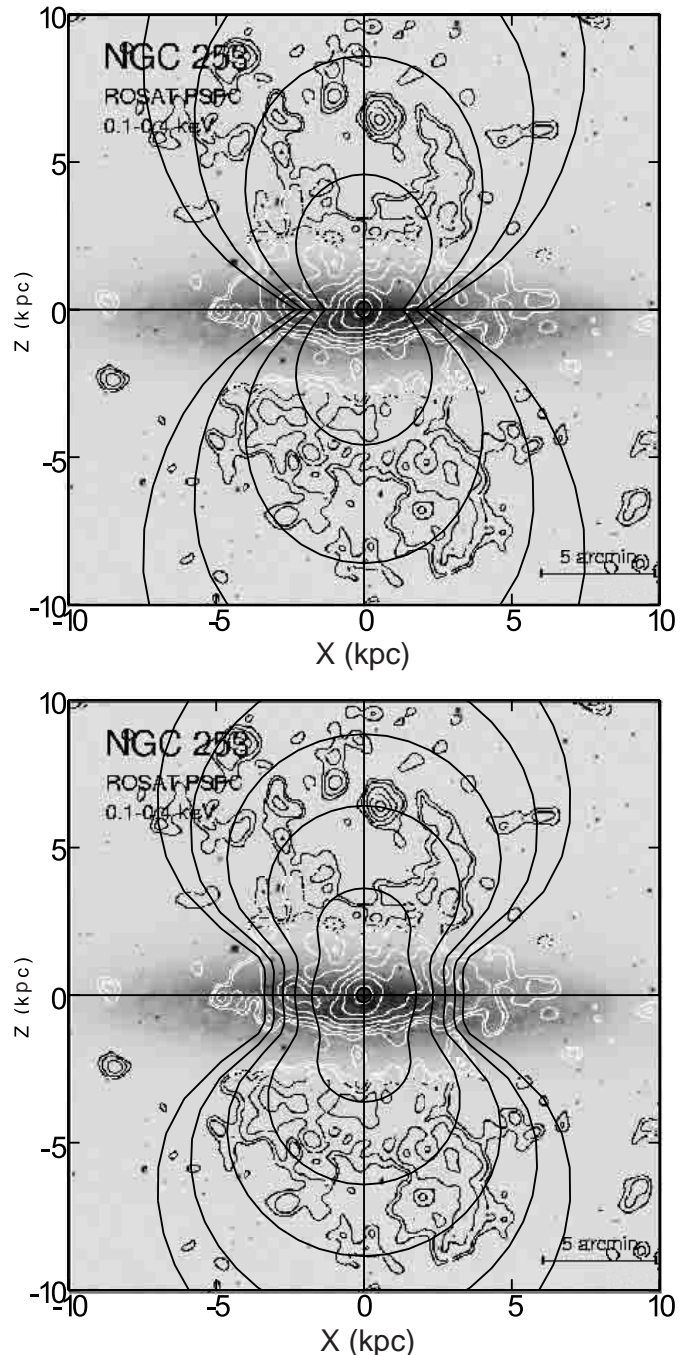 10
NGC 253
ROSAT PSPC
0.1-0.4 keV
5
Z (kpc)
0
-5
5 arcmin
-10
-10 -5 0 5 10
X (kpc)
10
NGC 253
ROSAT PSPC
0.1-0.4 keV
5
Z (kpc)
0
-5
5 arcmin
-10
-10 -5 0 5 10
X (kpc)